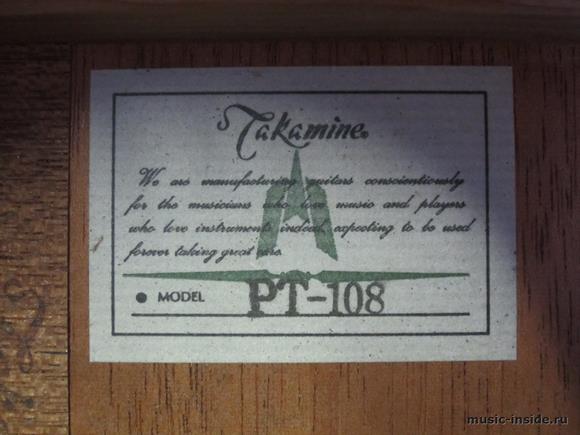 Takamine
We are manufacturing guitars conscientiously
for the musicians who love music and players
who love instruments indeed, expecting to be used
forever taking great care.
● MODEL PT-108
music-inside.ru